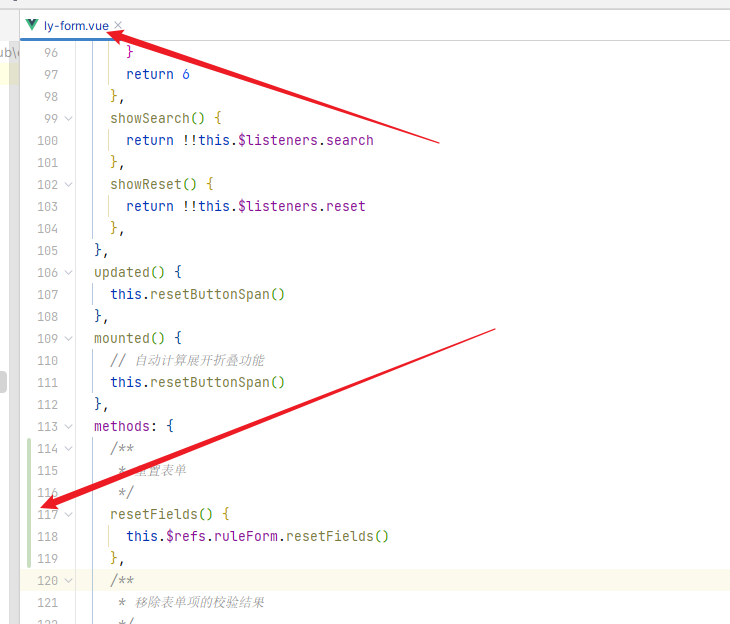 ly-form.vue
ub\
96 }
97 return 6
98 },
99 showSearch() {
100 return !!this.$listeners.search
101 },
102 showReset() {
103 return !!this.$listeners.reset
104 },
105 },
106 updated() {
107 this.resetButtonSpan()
108 },
109 mounted() {
110 // 自动计算展开折叠功能
111 this.resetButtonSpan()
112 },
113 methods: {
114 /**
115 * 重置表单
116 */
117 resetFields() {
118 this.$refs.ruleForm.resetFields()
119 },
120 /**
121 * 移除表单项的校验结果
122 */